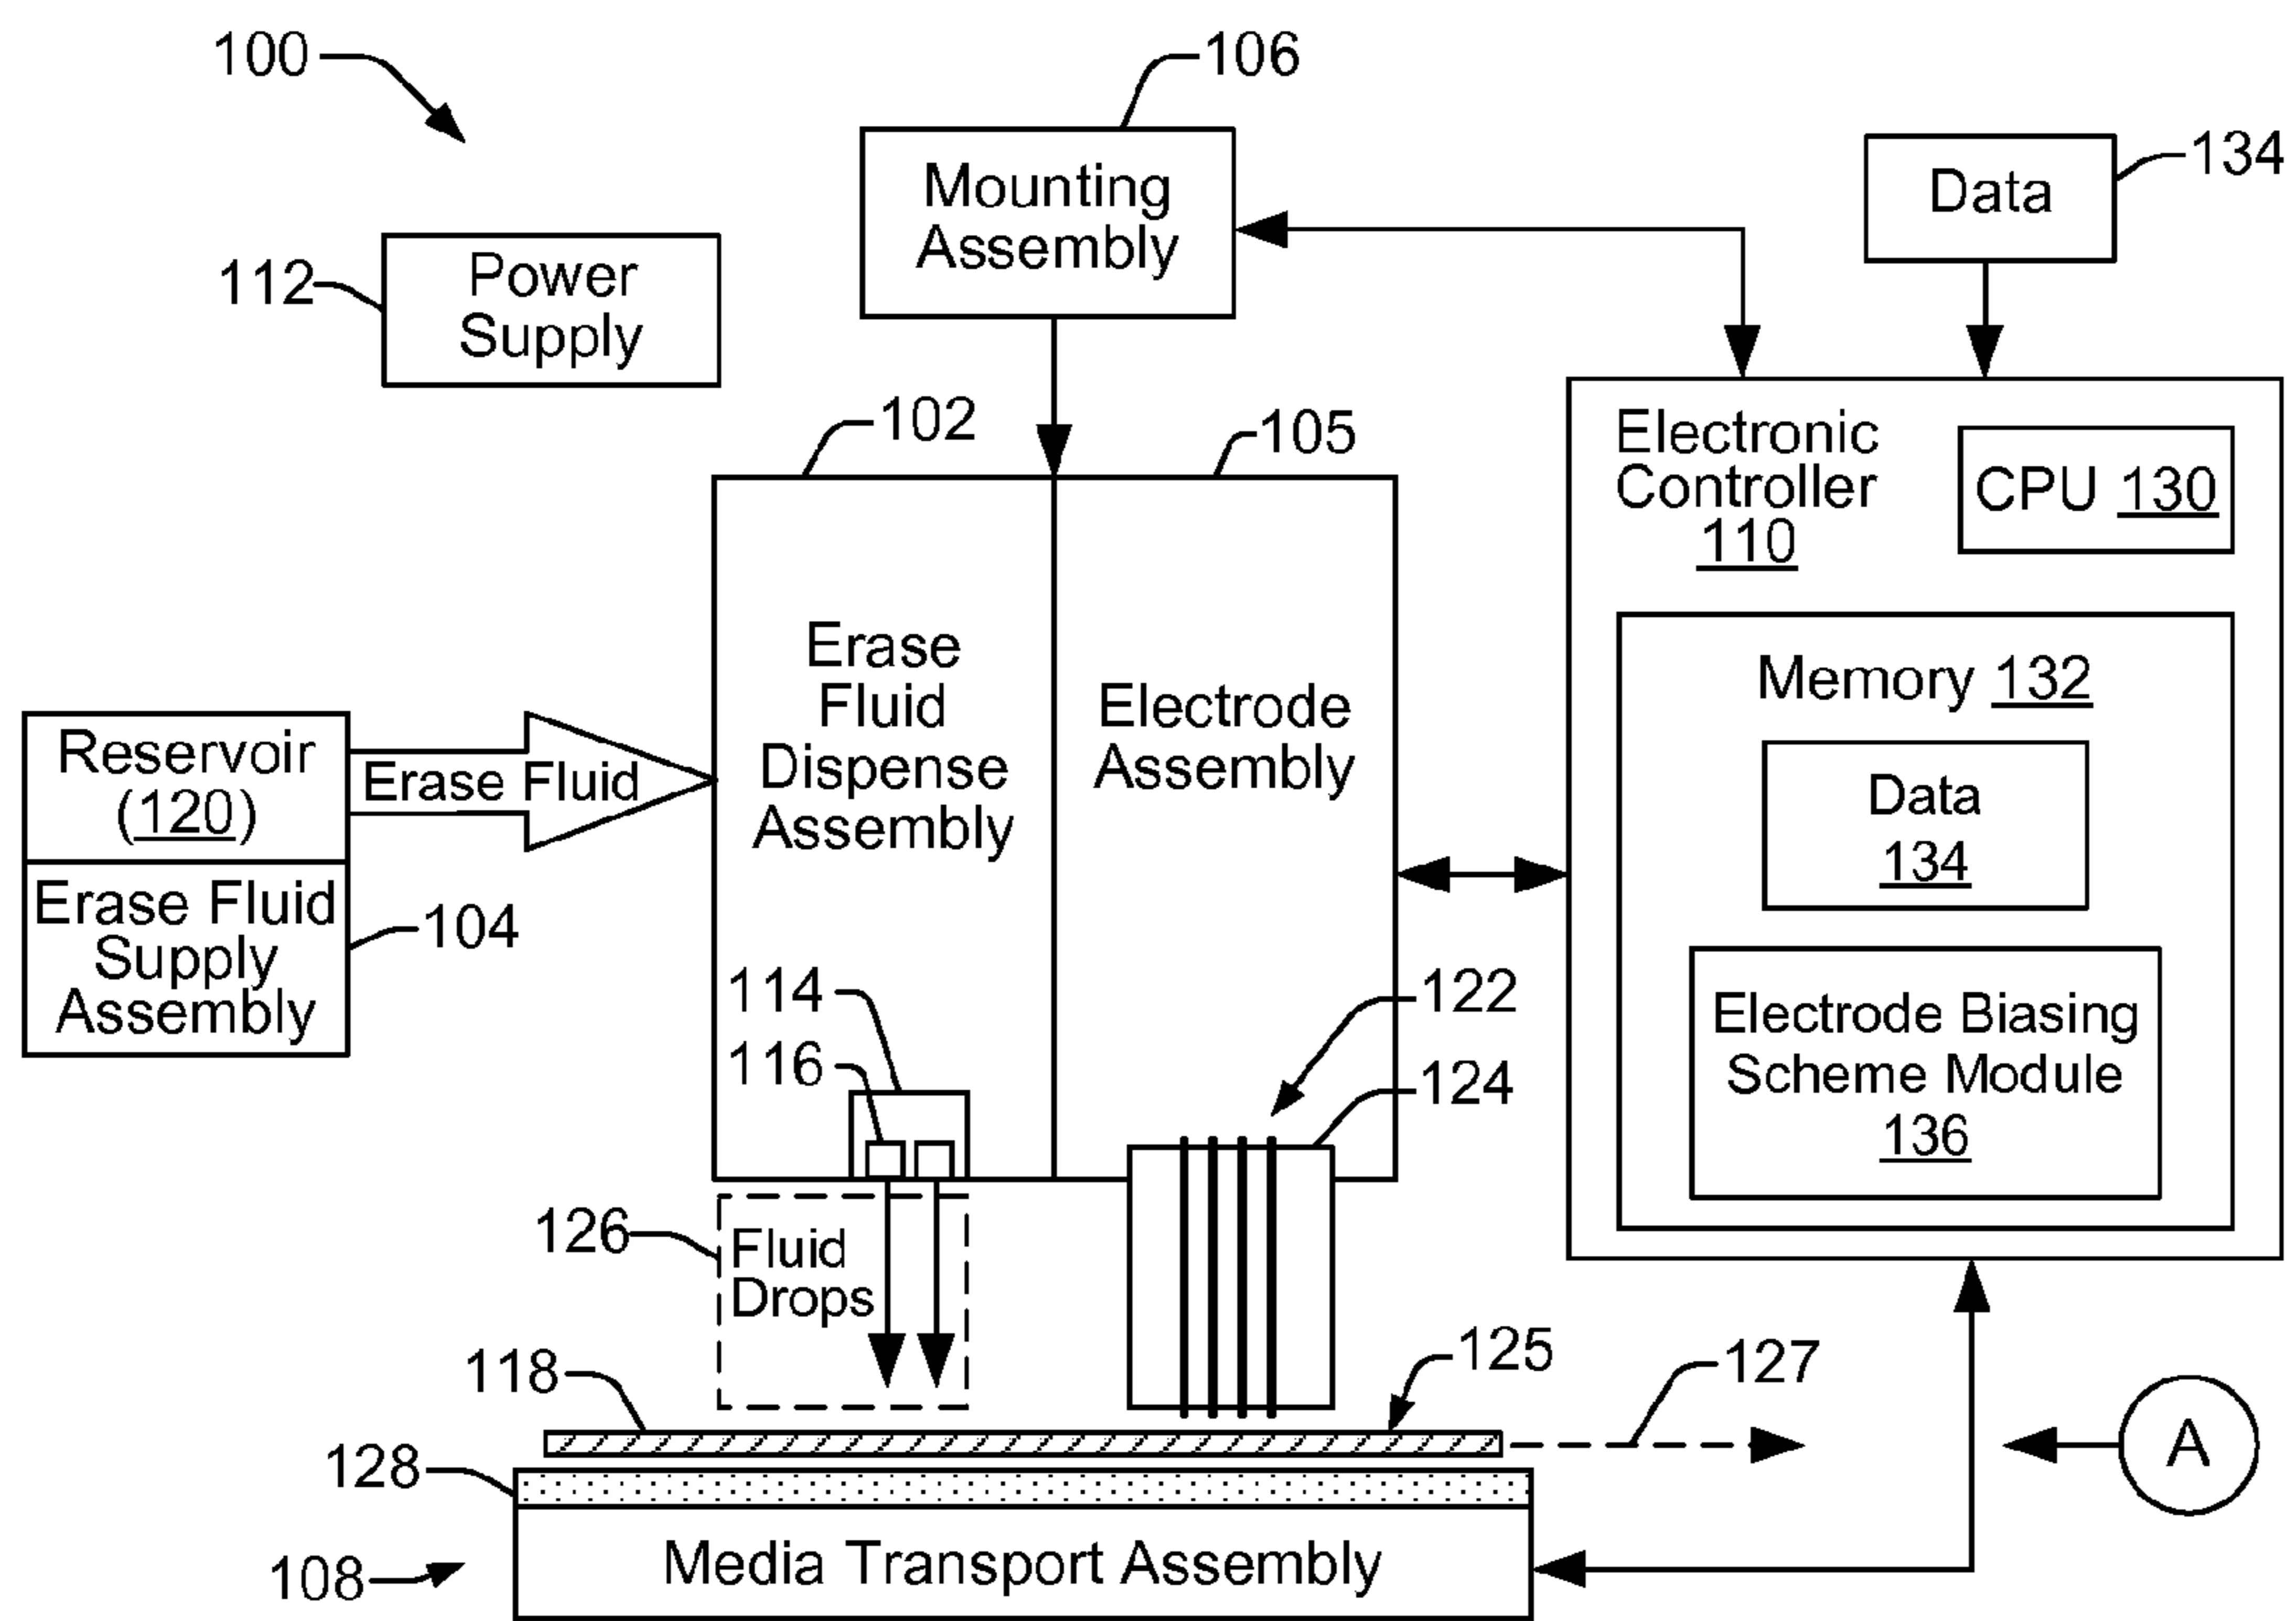 100
106
Mounting
Assembly
134
Data
112
Power
Supply
102
105
Electronic
Controller
110
CPU 130
Erase
Fluid
Dispense
Assembly
Electrode
Assembly
Memory 132
Data
134
Reservoir
(120)
Erase Fluid
Erase Fluid
Supply
Assembly
104
114
116
122
124
Electrode Biasing
Scheme Module
136
126
Fluid
Drops
118
125
127
128
A
108
Media Transport Assembly